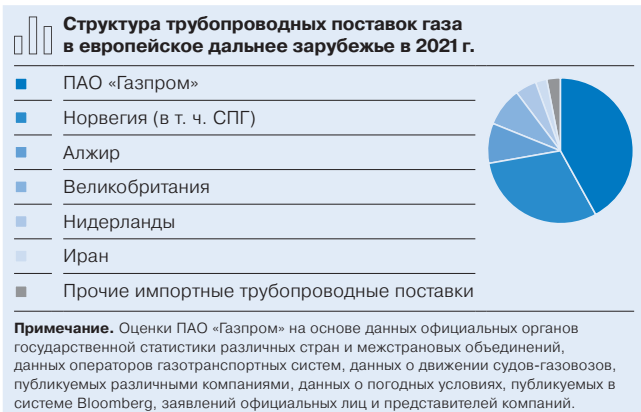 Структура трубопроводных поставок газа
в европейское дальнее зарубежье в 2021 г.
ПАО «Газпром»
Норвегия (в т. ч. СПГ)
Алжир
Великобритания
Нидерланды
Иран
Прочие импортные трубопроводные поставки
Примечание. Оценки ПАО «Газпром» на основе данных официальных органов
государственной статистики различных стран и межстрановых объединений,
данных операторов газотранспортных систем, данных о движении судов-газовозов,
публикуемых различными компаниями, данных о погодных условиях, публикуемых в
системе Bloomberg, заявлений официальных лиц и представителей компаний.